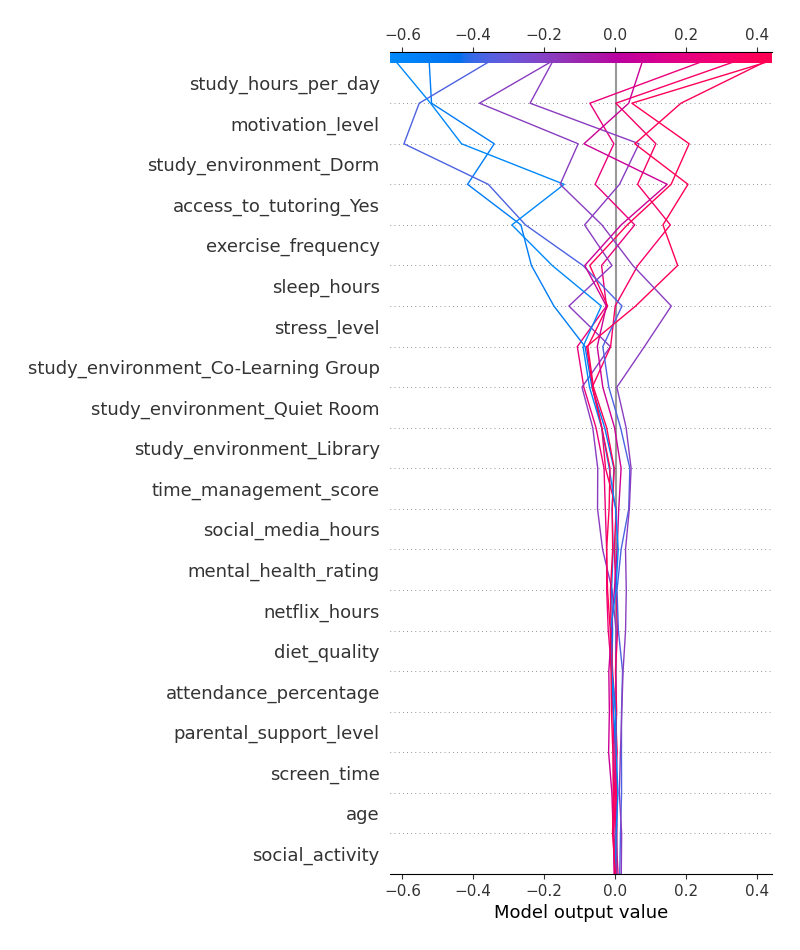 −0.6 −0.4 −0.2 0.0 0.2 0.4
study_hours_per_day
motivation_level
study_environment_Dorm
access_to_tutoring_Yes
exercise_frequency
sleep_hours
stress_level
study_environment_Co-Learning Group
study_environment_Quiet Room
study_environment_Library
time_management_score
social_media_hours
mental_health_rating
netflix_hours
diet_quality
attendance_percentage
parental_support_level
screen_time
age
social_activity
−0.6 −0.4 −0.2 0.0 0.2 0.4
Model output value